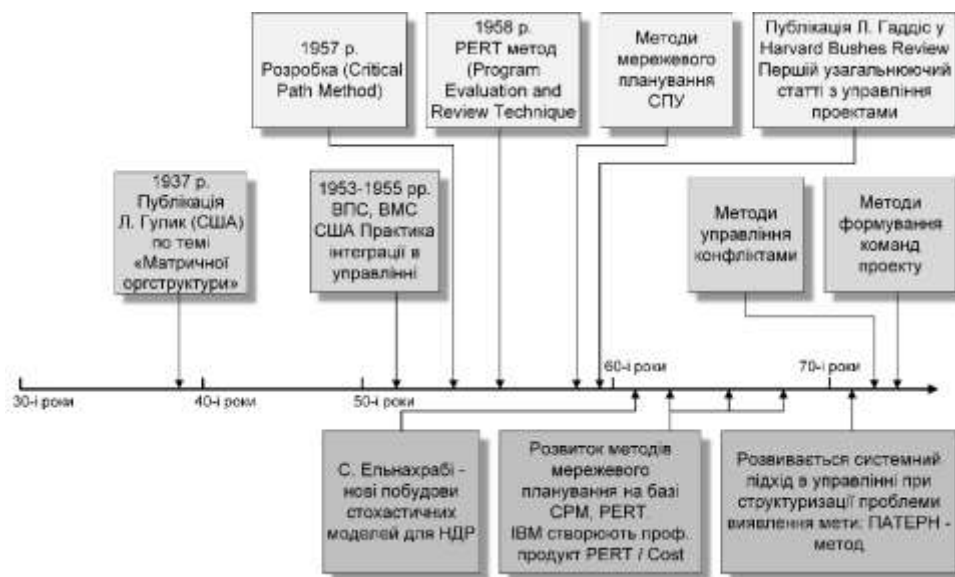 1957 р.
Розробка (Critical
Path Method)
1958 р.
PERT метод
(Program
Evaluation and
Review Technique
Методи
мережевого
планування
СПУ
Публікація Л. Гаддіс у
Harvard Bushes Review
Першій узагальнюючий
статті з управління
проектами
1937 р.
Публікація
Л. Гулик (США)
по темі
«Матричної
оргструктури»
1953-1955 рр.
ВПС, ВМС
США Практика
інтеграції в
управлінні
Методи
управління
конфліктами
Методи
формування
команд
проекту
60-і роки
70-і роки
30-і роки
40-і роки
50-і роки
С. Ельнахрабі -
нові побудови
стохастичних
моделей для НДР
Розвиток методів
мережевого
планування на базі
СРМ, PERT.
IBM створюють проф.
продукт PERT / Cost
Розвивається системний
підхід в управлінні при
структуризації проблеми
виявлення мети: ПАТЕРН -
метод